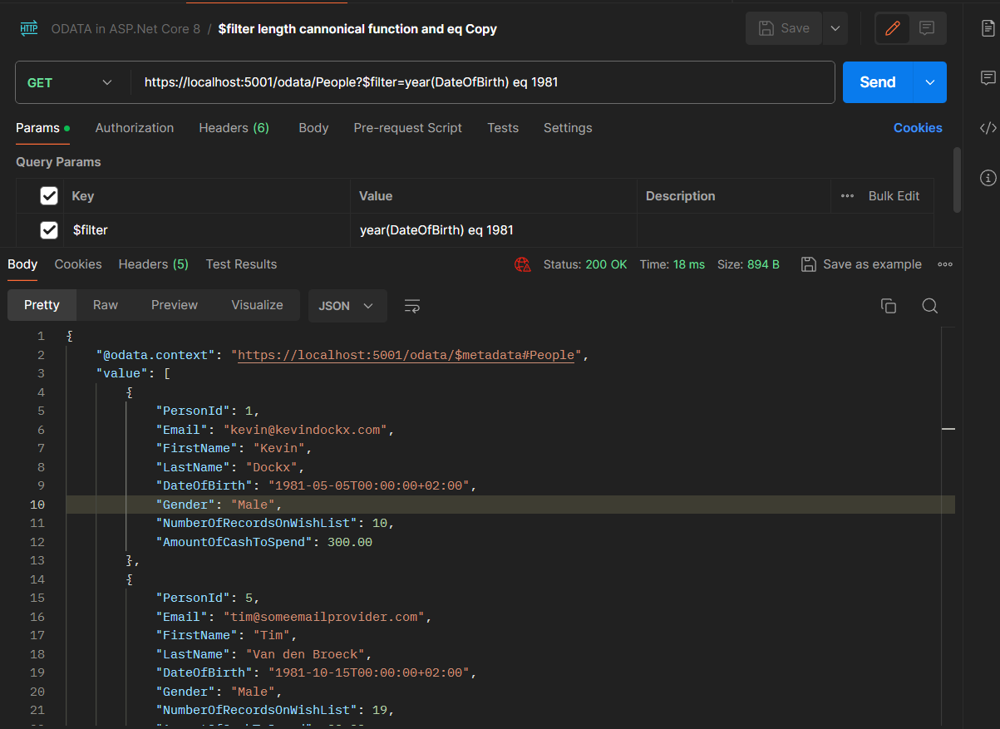 HTTP ODATA in ASP.Net Core 8 / $filter length cannonical function and eq Copy Save
GET https://localhost:5001/odata/People?$filter=year(DateOfBirth) eq 1981 Send
Params Authorization Headers (6) Body Pre-request Script Tests Settings Cookies
Query Params
Key Value Description Bulk Edit
$filter year(DateOfBirth) eq 1981
Body Cookies Headers (5) Test Results Status: 200 OK Time: 18 ms Size: 894 B Save as example
Pretty Raw Preview Visualize JSON
1 {
2 "@odata.context": "https://localhost:5001/odata/$metadata#People",
3 "value": [
4 {
5 "PersonId": 1,
6 "Email": "kevin@kevindockx.com",
7 "FirstName": "Kevin",
8 "LastName": "Dockx",
9 "DateOfBirth": "1981-05-05T00:00:00+02:00",
10 "Gender": "Male",
11 "NumberOfRecordsOnWishList": 10,
12 "AmountOfCashToSpend": 300.00
13 },
14 {
15 "PersonId": 5,
16 "Email": "tim@someemailprovider.com",
17 "FirstName": "Tim",
18 "LastName": "Van den Broeck",
19 "DateOfBirth": "1981-10-15T00:00:00+02:00",
20 "Gender": "Male",
21 "NumberOfRecordsOnWishList": 19,